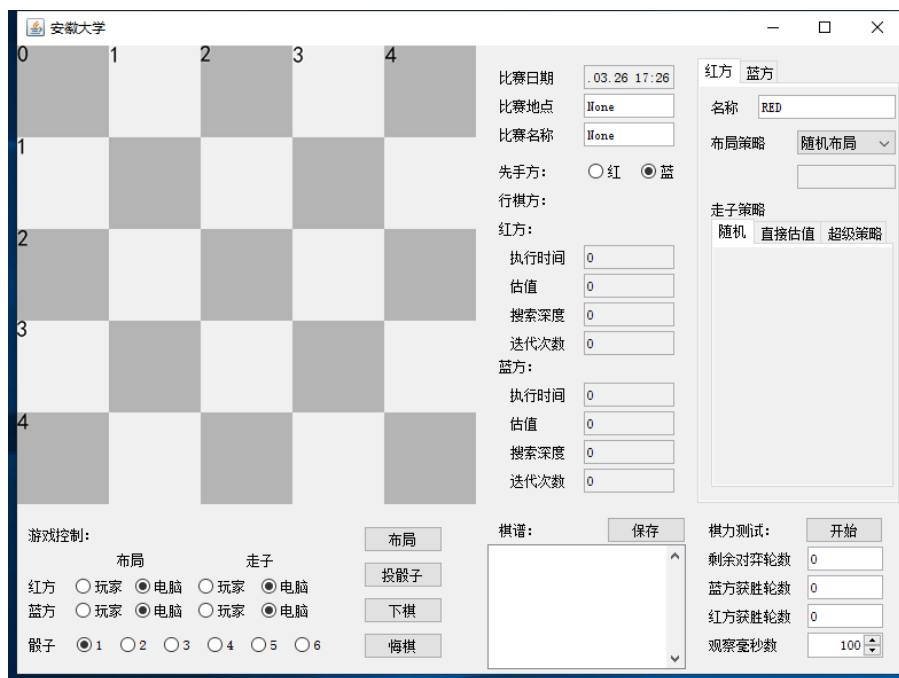 安徽大学
0 1 2 3 4
1
2
3
4
比赛日期 .03.26 17:26
比赛地点 None
比赛名称 None
先手方: 红 蓝
行棋方:
红方:
执行时间 0
估值 0
搜索深度 0
迭代次数 0
蓝方:
执行时间 0
估值 0
搜索深度 0
迭代次数 0
红方 蓝方
名称 RED
布局策略 随机布局
走子策略
随机 直接估值 超级策略
游戏控制:
布局 走子
红方 玩家 电脑 玩家 电脑
蓝方 玩家 电脑 玩家 电脑
骰子 1 2 3 4 5 6
布局
投骰子
下棋
悔棋
棋谱: 保存
棋力测试: 开始
剩余对弈轮数 0
蓝方获胜轮数 0
红方获胜轮数 0
观察毫秒数 100